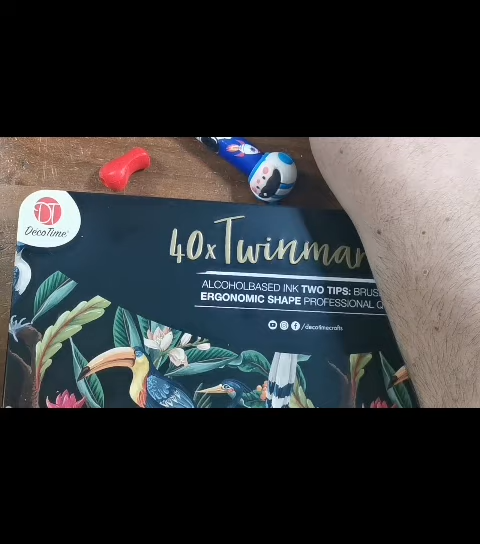 DT
DecoTime®
40x Twinmar
ALCOHOLBASED INK TWO TIPS: BRUS
ERGONOMIC SHAPE PROFESSIONAL Q
/decotimecrafts